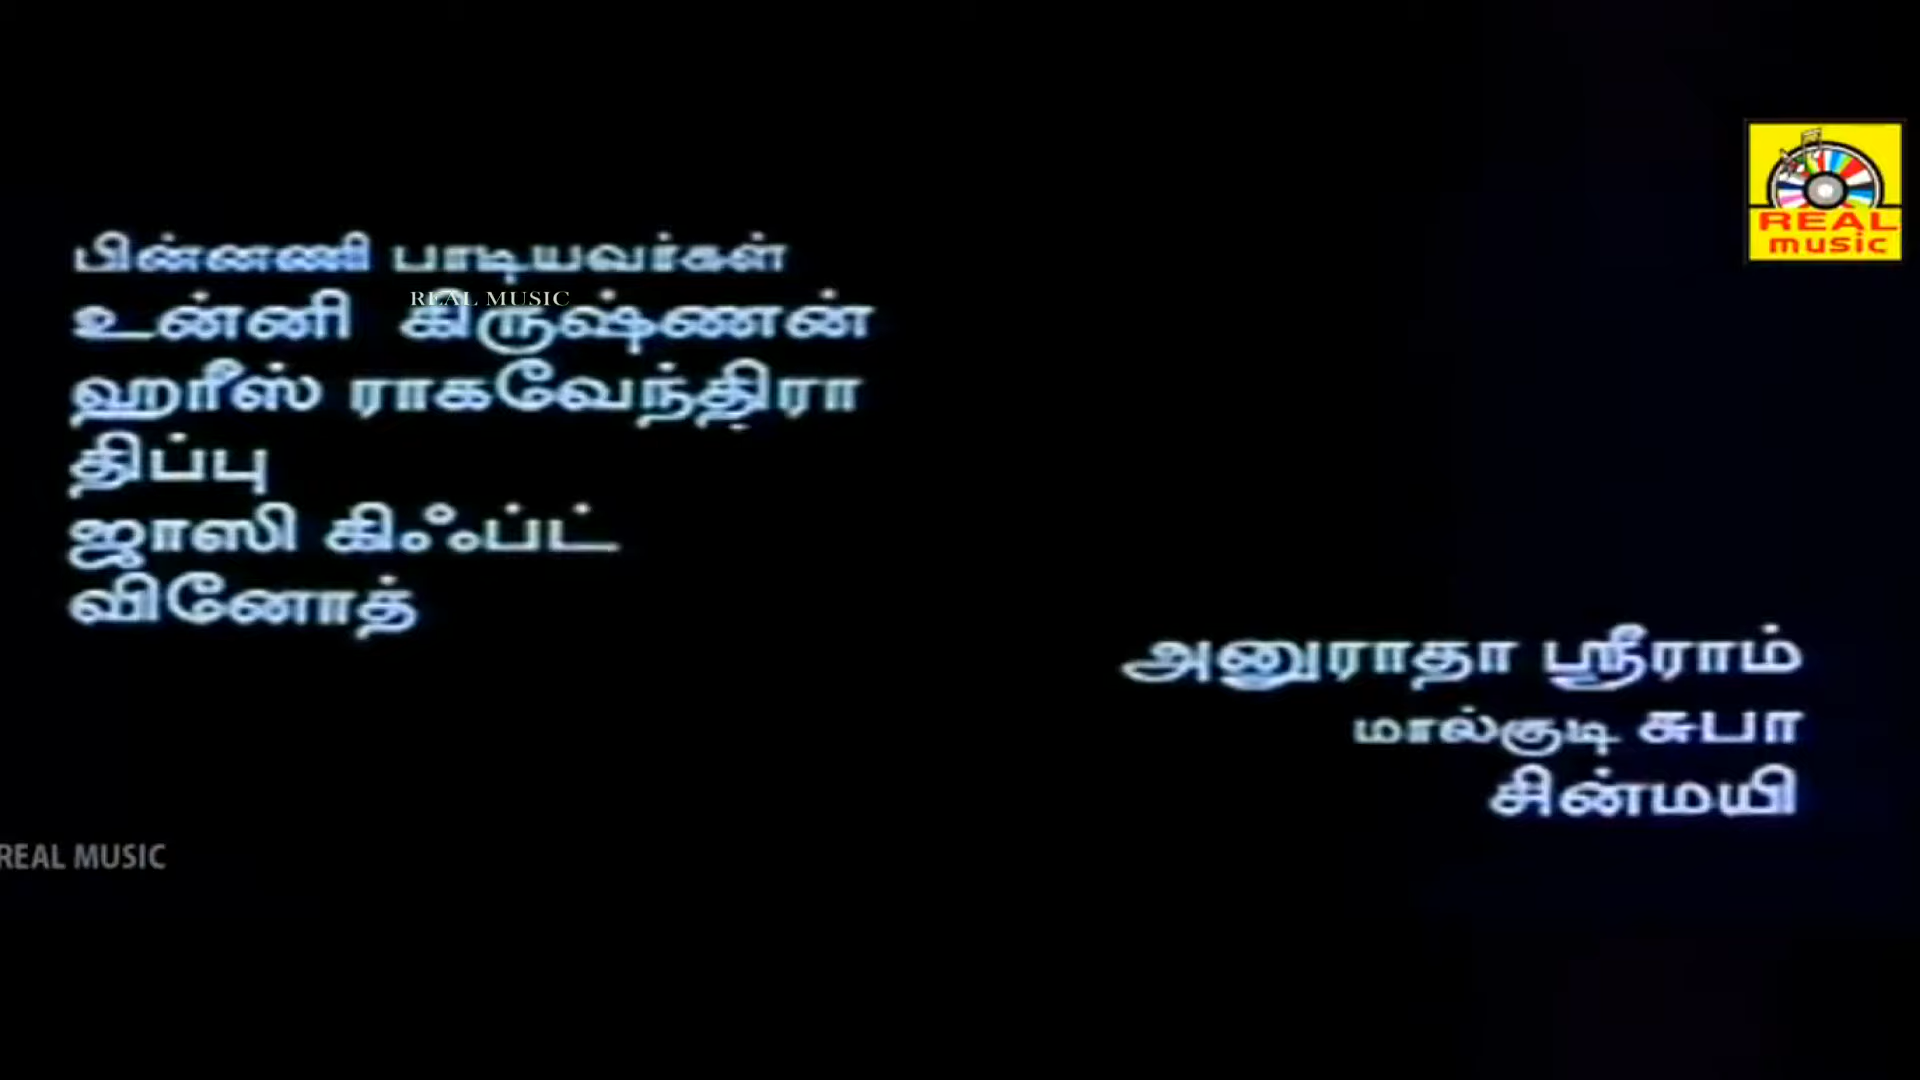 பின்னணி பாடியவர்கள்
REAL MUSIC
உன்னி கிருஷ்ணன்
ஹரீஸ் ராகவேந்திரா
திப்பு
ஜாஸி கிஃப்ட்
வினோத்
அனுராதா ஸ்ரீராம்
மால்குடி சுபா
சின்மயி
REAL
music
REAL MUSIC